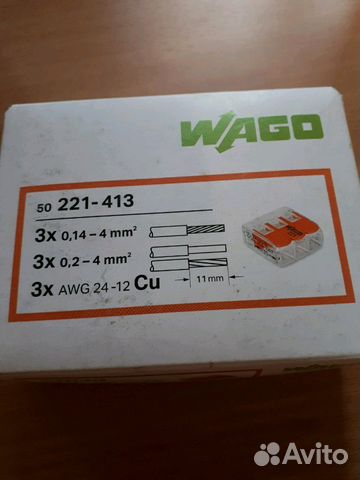 WAGO
50 221-413
3x 0,14 – 4 mm²
3x 0,2 – 4 mm²
3x AWG 24 -12 Cu
11 mm
Avito